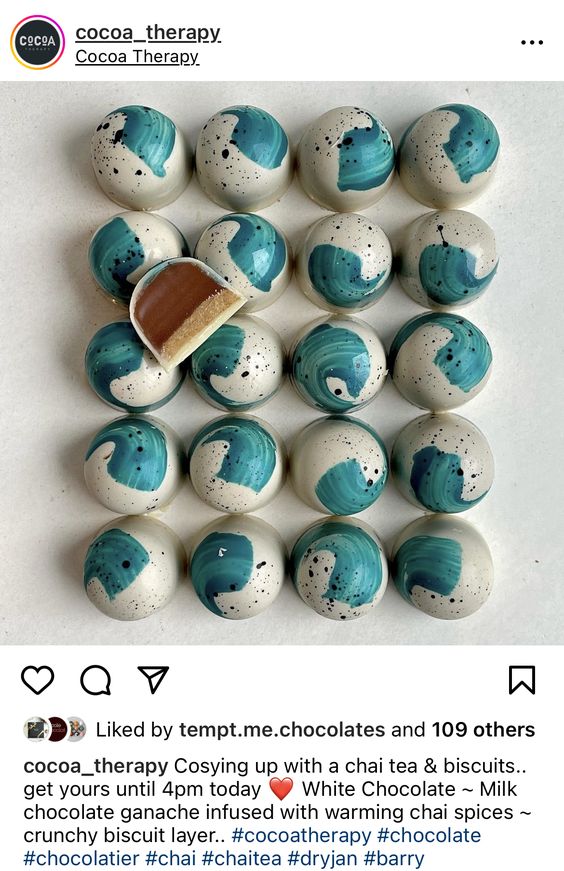 COCOA
THERAPY
cocoa_therapy
Cocoa Therapy
Liked by tempt.me.chocolates and 109 others
cocoa_therapy Cosying up with a chai tea & biscuits..
get yours until 4pm today ❤️ White Chocolate ~ Milk
chocolate ganache infused with warming chai spices ~
crunchy biscuit layer.. #cocoatherapy #chocolate
#chocolatier #chai #chaitea #dryjan #barry